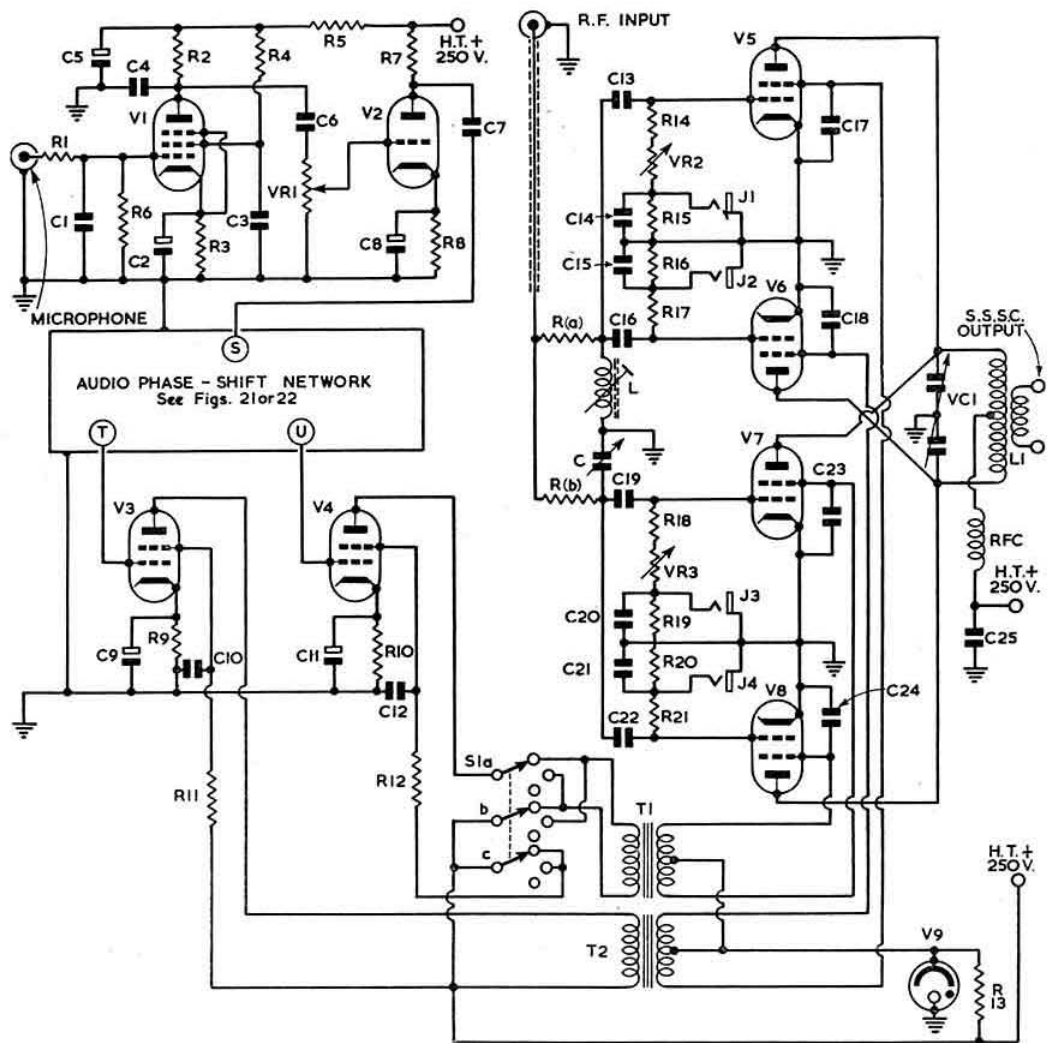 R.F. INPUT
H.T.+
250 V.
C5
C4
R2
R4
R5
R7
V1
V2
C6
C7
VR1
R1
C1
R6
C2
R3
C3
C8
R8
MICROPHONE
S
AUDIO PHASE - SHIFT NETWORK
See Figs. 21 or 22
T
U
V3
V4
C9
R9
C10
C11
R10
C12
R11
R12
S1a
b
c
T1
T2
V5
C13
R14
VR2
C17
C14
R15
J1
C15
R16
J2
R17
V6
C18
R(a)
C16
L
C
R(b)
C19
V7
C23
R18
VR3
C20
R19
J3
C21
R20
J4
R21
C22
V8
C24
S.S.S.C.
OUTPUT
VC1
L1
RFC
H.T.+
250 V.
C25
H.T.+
250V.
V9
R
13